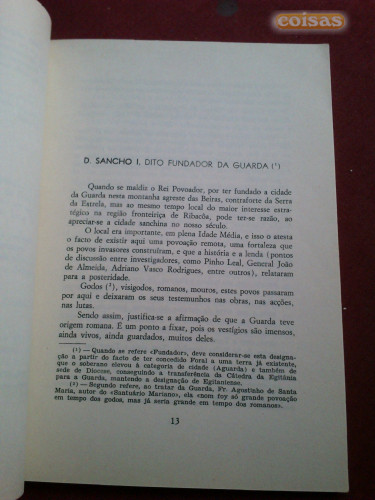 coisas
D. SANCHO I, DITO FUNDADOR DA GUARDA (¹)
Quando se maldis o Rei Povoador, por ter fundado a cidade
da Guarda nesta montanha agreste das Beiras, contraforte da Serra
da Estrela, mas ao mesmo tempo local do maior interesse estra-
tégico na região fronteiriça de Ribacôa, pode reforçar-se, ao
apreciar-se a cidade sanchina no nosso século.
O local era importante, em plena Idade Média, e isso o atesta
o facto de existir aqui uma povoação remota, uma fortaleza que
os povos invasores construíram, e que a história e a lenda (pontos
de discussão entre investigadores, como Pinho Leal, General João
de Almeida, Adriano Vasco Rodrigues, entre outros), relataram
para a posteridade.
Godos (²), visigodos, romanos, mouros, estes povos passaram
por aqui e deixaram os seus testemunhos nas obras, nas acções,
nas lutas.
Sendo assim, justifica-se a afirmação de que a Guarda teve
origem romana. É um ponto a fixar, pois os vestígios são imensos,
ainda vivos, ainda guardados, muitos deles.
(¹) — Quando se refere «Fundador», deve considerar-se esta designa-
ção a partir do facto de ter concedido Foral a uma terra já existente,
que o soberano elevou à categoria de cidade (Aguarda) e também de
sede de Diocese, conseguindo a transferência da Cátedra da Egitânia
para a Guarda, mantendo a designação de Egitaniense.
(²) — Segundo refere, ao tratar da Guarda, Fr. Agostinho de Santa
Maria, autor do «Santuário Mariano», ela «nom foy só grande povoação
em tempo dos godos, mas já seria grande em tempo dos romanos».
13